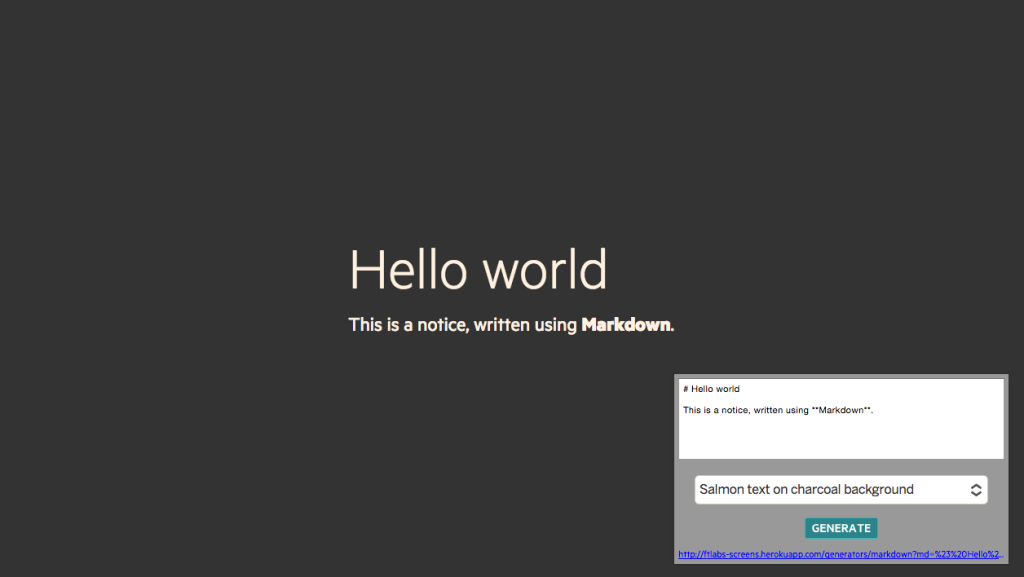 Hello world
This is a notice, written using Markdown.
# Hello world
This is a notice, written using **Markdown**.
Salmon text on charcoal background
GENERATE
http://ftlabs-screens.herokuapp.com/generators/markdown?md=%23%20Hello%2...